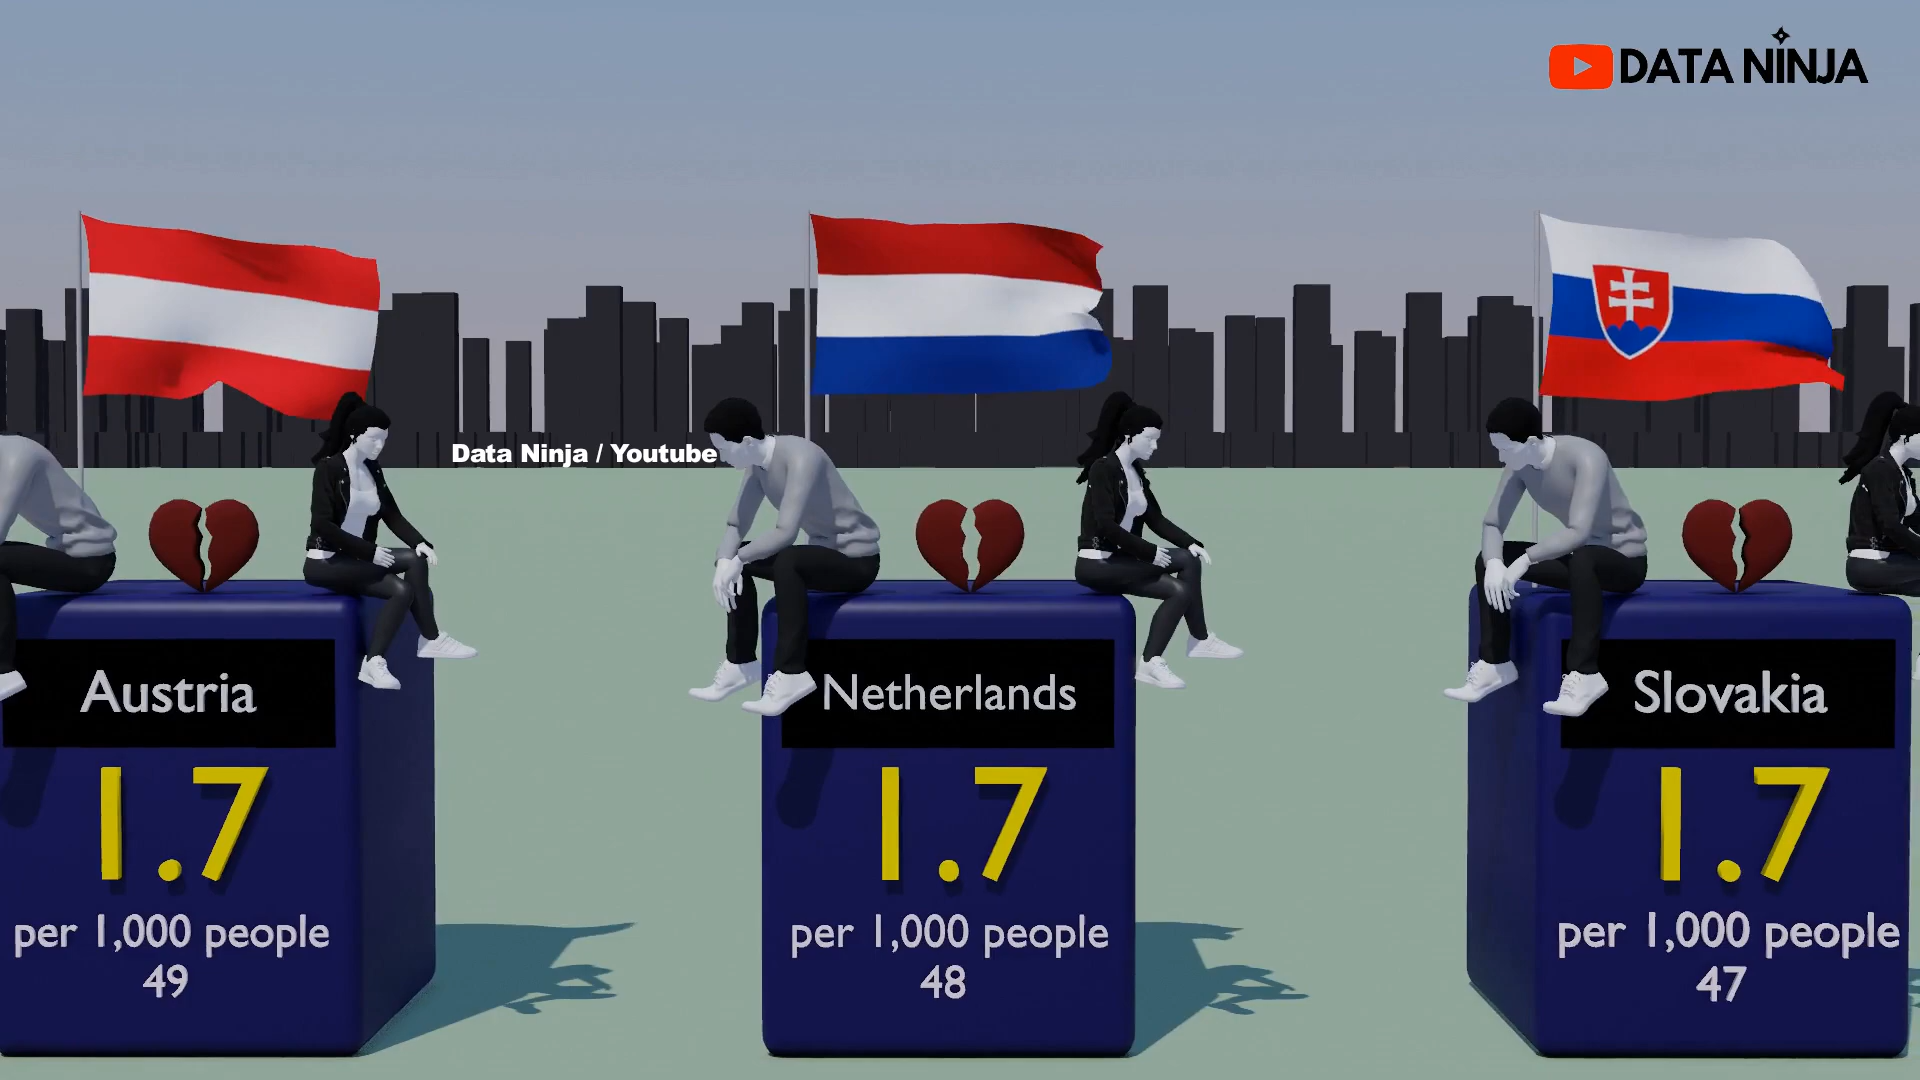 DATA NINJA
Data Ninja / Youtube
Austria
1.7
per 1,000 people
49
Netherlands
1.7
per 1,000 people
48
Slovakia
1.7
per 1,000 people
47